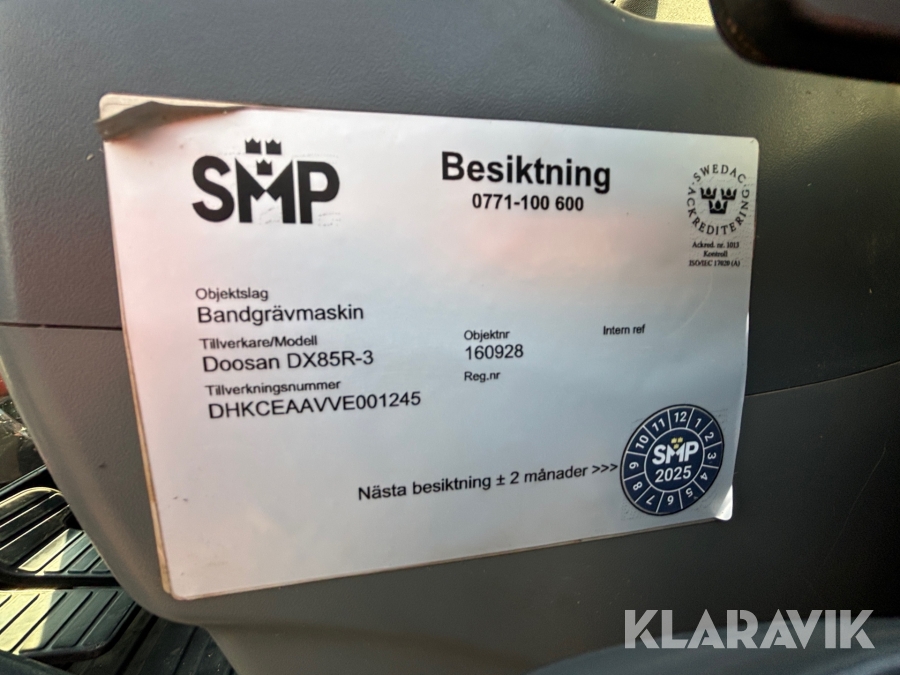 SMP
Besiktning
0771-100 600
SWEDAC
ACKREDITERING
Ackred. nr. 1013
Kontroll
ISO/IEC 17020 (A)
Objektslag
Bandgrävmaskin
Tillverkare/Modell
Doosan DX85R-3
Objektnr
160928
Intern ref
Tillverkningsnummer
DHKCEAAVVE001245
Reg.nr
Nästa besiktning ± 2 månader >>>
1 2 3 4 5 6 7 8 9 10 11 12
SMP
2025
KLARAVIK